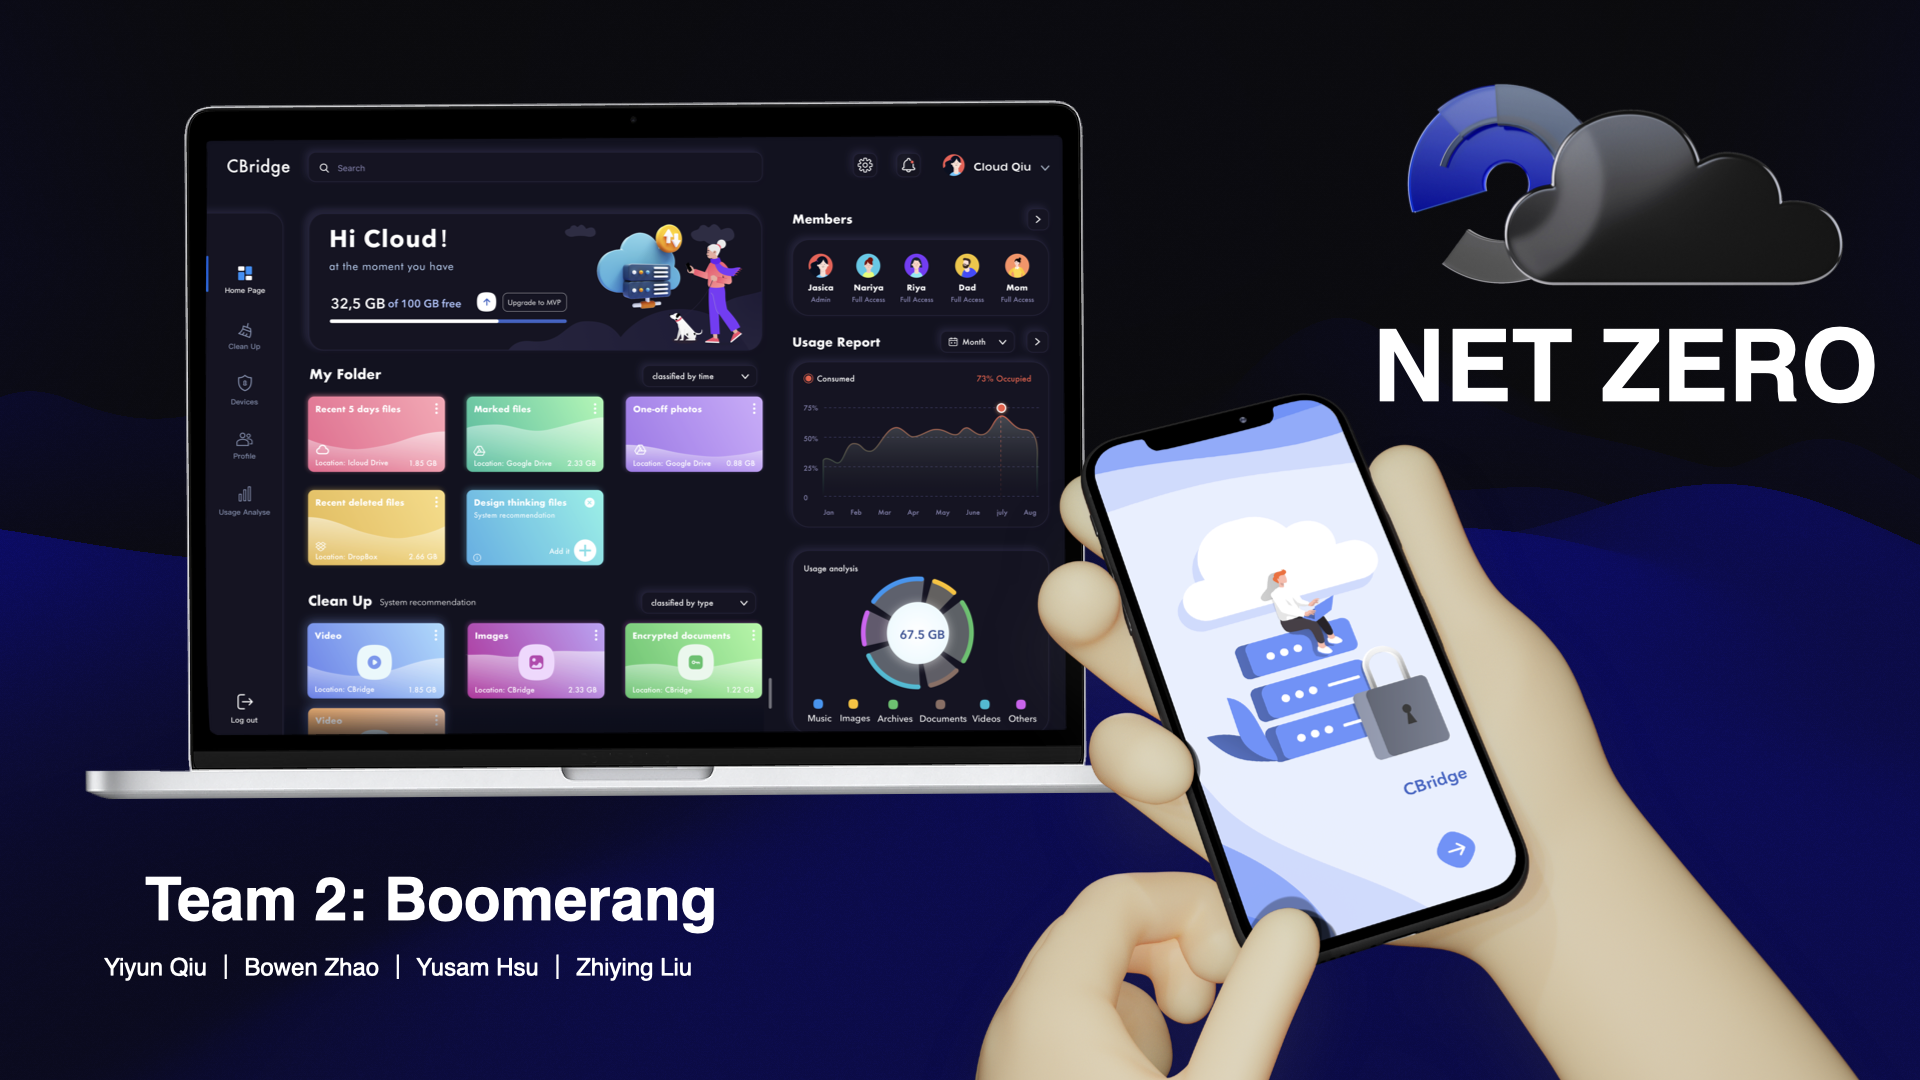 CBridge
Search
Cloud Qiu
Home Page
Clean Up
Devices
Profile
Usage Analyse
Log out
Hi Cloud!
at the moment you have
32,5 GB of 100 GB free
Upgrade to MVP
My Folder
classified by time
Recent 5 days files
Location: Icloud Drive 1.85 GB
Marked files
Location: Google Drive 2.33 GB
One-off photos
Location: Google Drive 0.88 GB
Recent deleted files
Location: DropBox 2.66 GB
Design thinking files
System recommendation
Add it
Clean Up System recommendation
classified by type
Video
Location: CBridge 1.85 GB
Images
Location: CBridge 2.33 GB
Encrypted documents
Location: CBridge 1.22 GB
Video
Members
Jasica Nariya Riya Dad Mom
Admin Full Access Full Access Full Access Full Access
Usage Report
Month
Consumed
73% Occupied
75%
50%
25%
0
Jan Feb Mar Apr May June july Aug
Usage analysis
67.5 GB
Music Images Archives Documents Videos Others
NET ZERO
CBridge
Team 2: Boomerang
Yiyun Qiu | Bowen Zhao | Yusam Hsu | Zhiying Liu